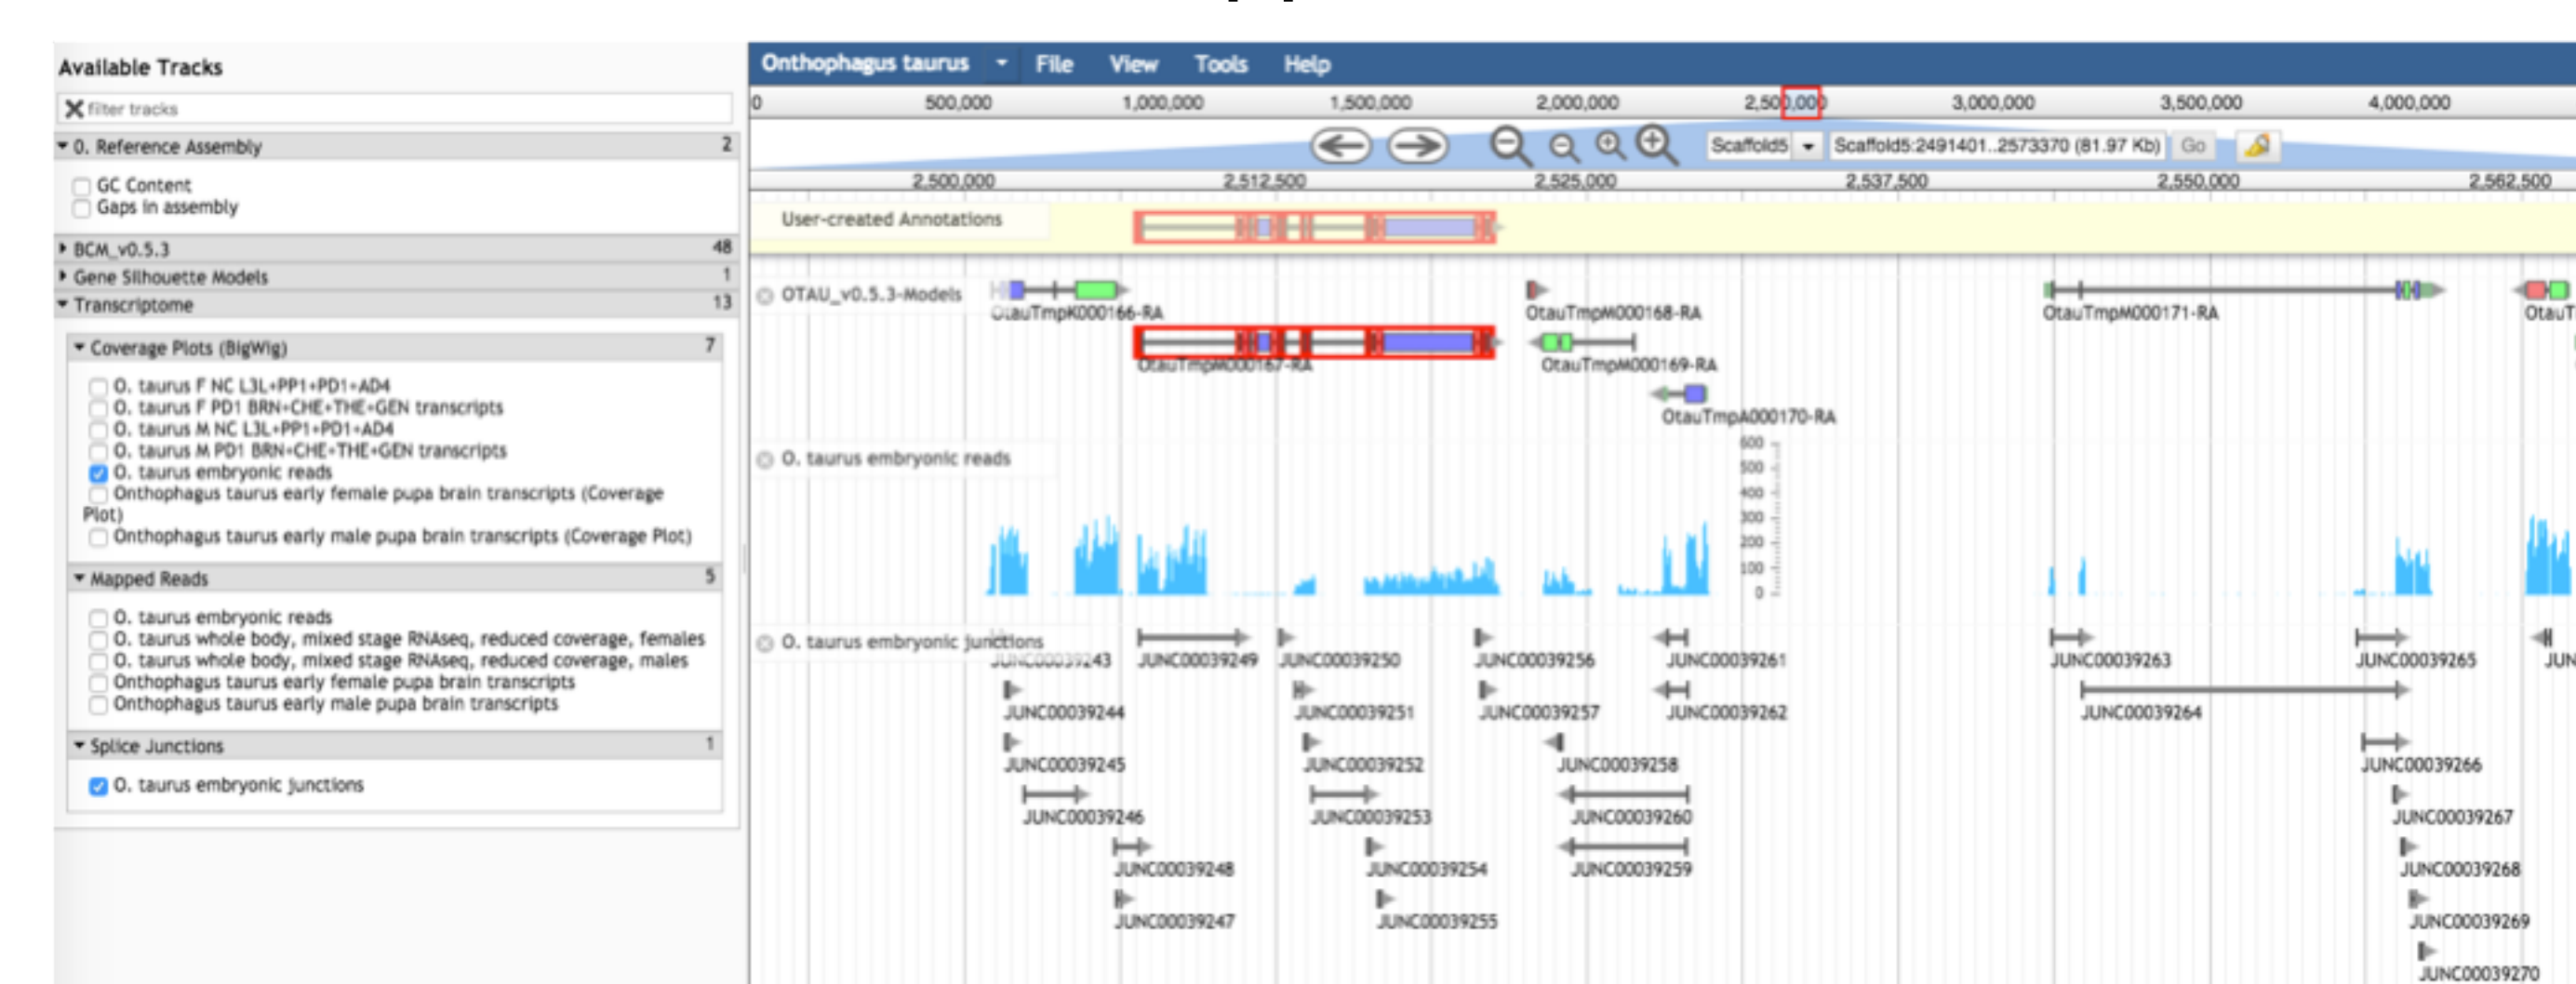 Available Tracks
filter tracks
0. Reference Assembly 2
GC Content
Gaps in assembly
BCM_v0.5.3 48
Gene Silhouette Models 1
Transcriptome 13
Coverage Plots (BigWig) 7
O. taurus F NC L3L+PP1+PD1+AD4
O. taurus F PD1 BRN+CHE+THE+GEN transcripts
O. taurus M NC L3L+PP1+PD1+AD4
O. taurus M PD1 BRN+CHE+THE+GEN transcripts
O. taurus embryonic reads
Onthophagus taurus early female pupa brain transcripts (Coverage
Plot)
Onthophagus taurus early male pupa brain transcripts (Coverage Plot)
Mapped Reads 5
O. taurus embryonic reads
O. taurus whole body, mixed stage RNAseq, reduced coverage, females
O. taurus whole body, mixed stage RNAseq, reduced coverage, males
Onthophagus taurus early female pupa brain transcripts
Onthophagus taurus early male pupa brain transcripts
Splice Junctions 1
O. taurus embryonic junctions
Onthophagus taurus File View Tools Help
0 500,000 1,000,000 1,500,000 2,000,000 2,500,000 3,000,000 3,500,000 4,000,000
Scaffold5 Scaffold5:2491401..2573370 (81.97 Kb) Go
2,500,000 2,512,500 2,525,000 2,537,500 2,550,000 2,562,500
User-created Annotations
OTAU_v0.5.3-Models
OtauTmpK000166-RA OtauTmpM000168-RA OtauTmpM000171-RA OtauT
OtauTmpM000167-RA OtauTmpM000169-RA
OtauTmpA000170-RA
O. taurus embryonic reads
600
500
400
300
200
100
0
O. taurus embryonic junctions
JUNC00039243 JUNC00039249 JUNC00039250 JUNC00039256 JUNC00039261 JUNC00039263 JUNC00039265 JUN
JUNC00039244 JUNC00039251 JUNC00039257 JUNC00039262 JUNC00039264
JUNC00039245 JUNC00039252 JUNC00039258 JUNC00039266
JUNC00039246 JUNC00039253 JUNC00039260 JUNC00039267
JUNC00039248 JUNC00039254 JUNC00039259 JUNC00039268
JUNC00039247 JUNC00039255 JUNC00039269
JUNC00039270